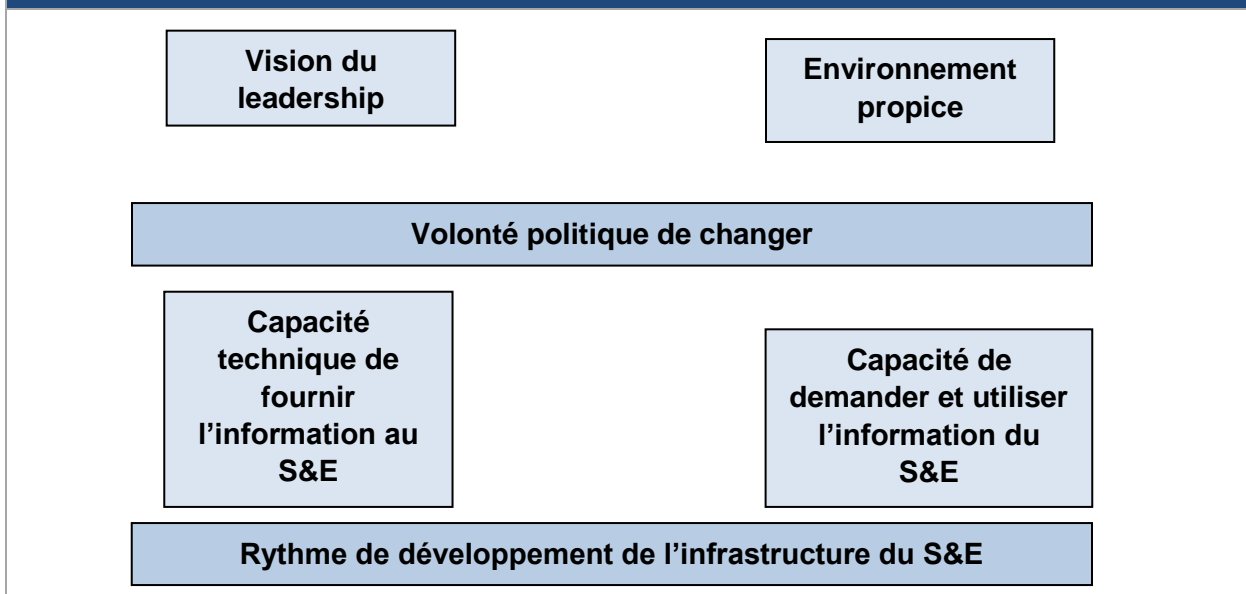 Vision du
leadership
Environnement
propice
Volonté politique de changer
Capacité
technique de
fournir
l’information au
S&E
Capacité de
demander et utiliser
l’information du
S&E
Rythme de développement de l’infrastructure du S&E